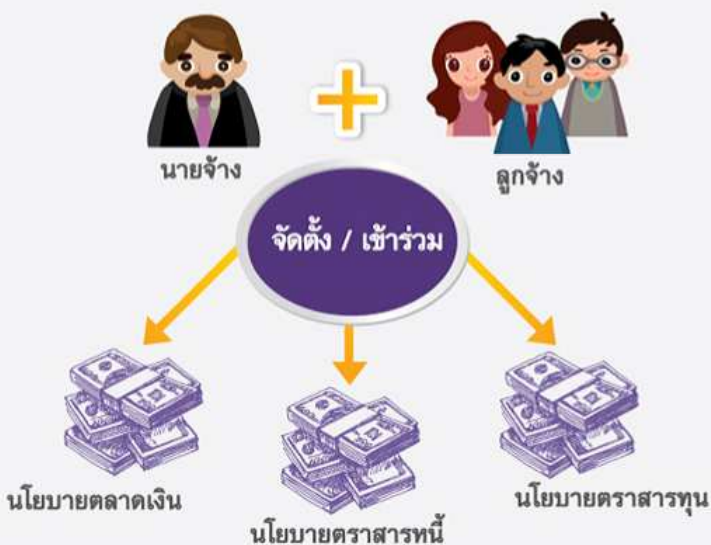 นายจ้าง
ลูกจ้าง
จัดตั้ง / เข้าร่วม
นโยบายตลาดเงิน
นโยบายตราสารหนี้
นโยบายตราสารทุน